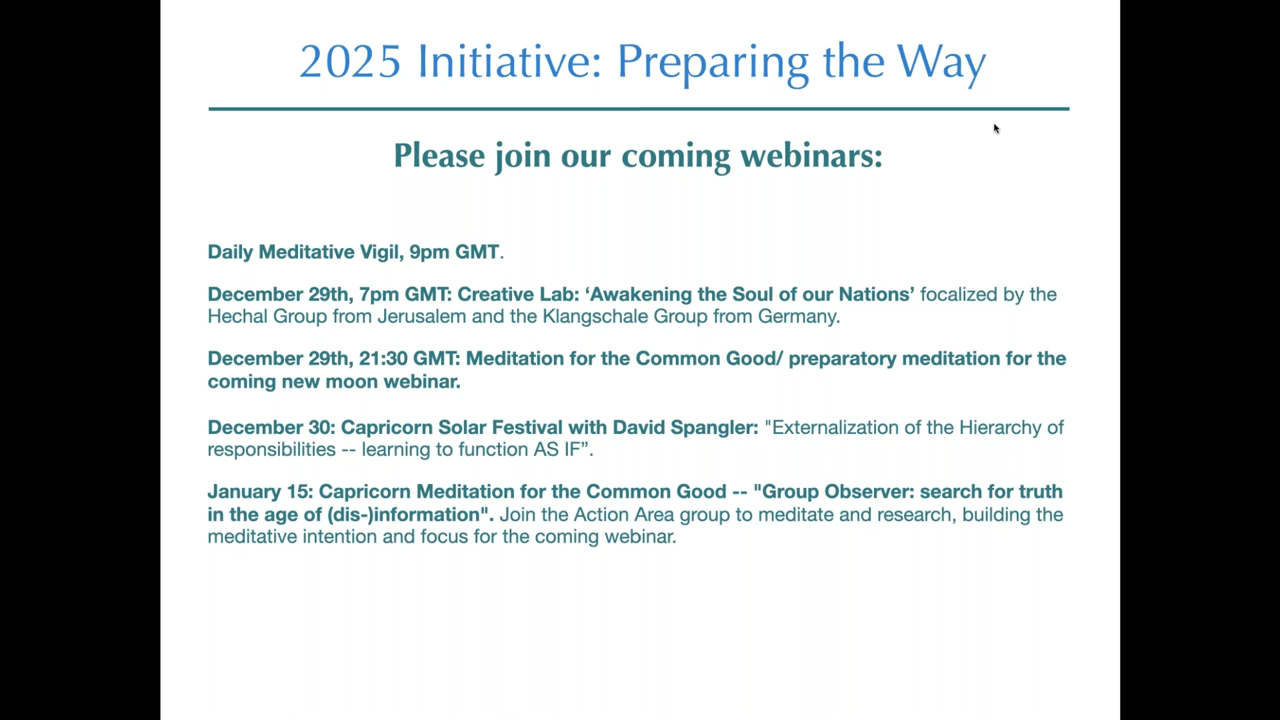 2025 Initiative: Preparing the Way
Please join our coming webinars:
Daily Meditative Vigil, 9pm GMT.
December 29th, 7pm GMT: Creative Lab: ‘Awakening the Soul of our Nations’ focalized by the
Hechal Group from Jerusalem and the Klangschale Group from Germany.
December 29th, 21:30 GMT: Meditation for the Common Good/ preparatory meditation for the
coming new moon webinar.
December 30: Capricorn Solar Festival with David Spangler: "Externalization of the Hierarchy of
responsibilities -- learning to function AS IF”.
January 15: Capricorn Meditation for the Common Good -- "Group Observer: search for truth
in the age of (dis-)information". Join the Action Area group to meditate and research, building the
meditative intention and focus for the coming webinar.